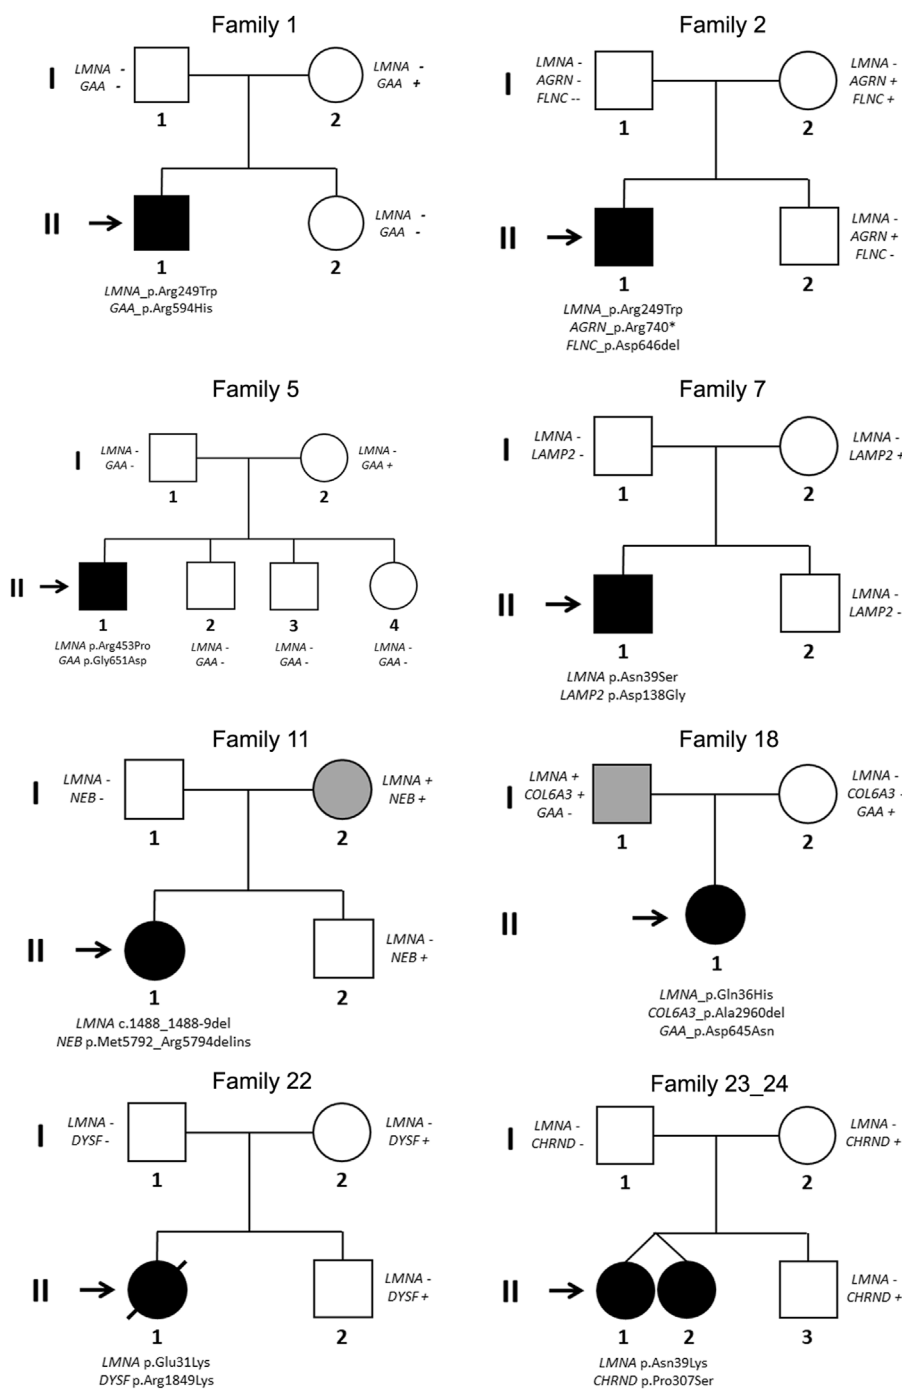 Family 1
I
LMNA -
GAA -
1
LMNA -
GAA +
2
II
1
LMNA_p.Arg249Trp
GAA_p.Arg594His
LMNA -
GAA -
2
Family 2
I
LMNA -
AGRN -
FLNC --
1
LMNA -
AGRN +
FLNC +
2
II
1
LMNA_p.Arg249Trp
AGRN_p.Arg740*
FLNC_p.Asp646del
LMNA -
AGRN +
FLNC -
2
Family 5
I
LMNA -
GAA -
1
LMNA -
GAA +
2
II
1
LMNA p.Arg453Pro
GAA p.Gly651Asp
2
LMNA -
GAA -
3
LMNA -
GAA -
4
LMNA -
GAA -
Family 7
I
LMNA -
LAMP2 -
1
LMNA -
LAMP2 +
2
II
1
LMNA p.Asn39Ser
LAMP2 p.Asp138Gly
LMNA -
LAMP2 -
2
Family 11
I
LMNA -
NEB -
1
LMNA +
NEB +
2
II
1
LMNA c.1488_1488-9del
NEB p.Met5792_Arg5794delins
LMNA -
NEB +
2
Family 18
I
LMNA +
COL6A3 +
GAA -
1
LMNA -
COL6A3 -
GAA +
2
II
1
LMNA_p.Gln36His
COL6A3_p.Ala2960del
GAA_p.Asp645Asn
Family 22
I
LMNA -
DYSF -
1
LMNA -
DYSF +
2
II
1
LMNA p.Glu31Lys
DYSF p.Arg1849Lys
LMNA -
DYSF +
2
Family 23_24
I
LMNA -
CHRND -
1
LMNA -
CHRND +
2
II
1 2
LMNA p.Asn39Lys
CHRND p.Pro307Ser
LMNA -
CHRND +
3